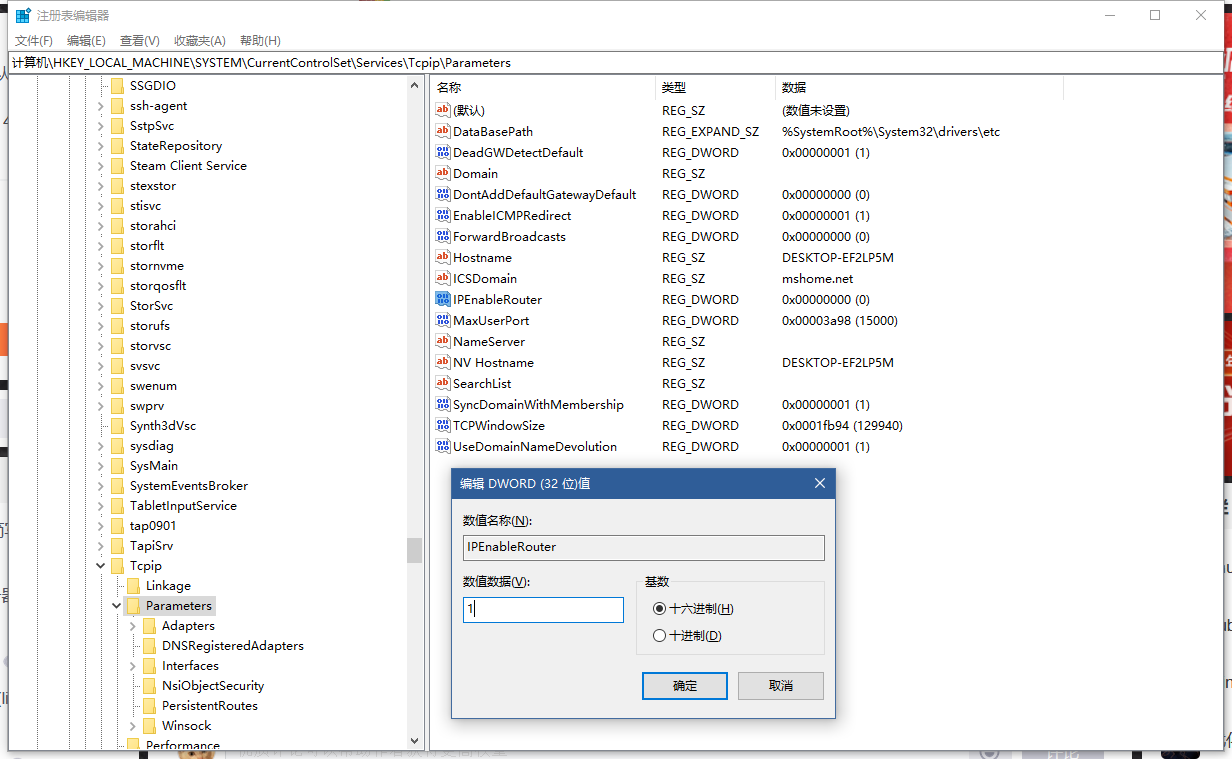 注册表编辑器
文件(F) 编辑(E) 查看(V) 收藏夹(A) 帮助(H)
计算机\HKEY_LOCAL_MACHINE\SYSTEM\CurrentControlSet\Services\Tcpip\Parameters
SSGDIO
ssh-agent
SstpSvc
StateRepository
Steam Client Service
stexstor
stisvc
storahci
storflt
stornvme
storqosflt
StorSvc
storufs
storvsc
svsvc
swenum
swprv
Synth3dVsc
sysdiag
SysMain
SystemEventsBroker
TabletInputService
tap0901
TapiSrv
Tcpip
Linkage
Parameters
Adapters
DNSRegisteredAdapters
Interfaces
NsiObjectSecurity
PersistentRoutes
Winsock
Performance
名称 类型 数据
(默认) REG_SZ (数值未设置)
DataBasePath REG_EXPAND_SZ %SystemRoot%\System32\drivers\etc
DeadGWDetectDefault REG_DWORD 0x00000001 (1)
Domain REG_SZ
DontAddDefaultGatewayDefault REG_DWORD 0x00000000 (0)
EnableICMPRedirect REG_DWORD 0x00000001 (1)
ForwardBroadcasts REG_DWORD 0x00000000 (0)
Hostname REG_SZ DESKTOP-EF2LP5M
ICSDomain REG_SZ mshome.net
IPEnableRouter REG_DWORD 0x00000000 (0)
MaxUserPort REG_DWORD 0x00003a98 (15000)
NameServer REG_SZ
NV Hostname REG_SZ DESKTOP-EF2LP5M
SearchList REG_SZ
SyncDomainWithMembership REG_DWORD 0x00000001 (1)
TCPWindowSize REG_DWORD 0x0001fb94 (129940)
UseDomainNameDevolution REG_DWORD 0x00000001 (1)
编辑 DWORD (32 位)值
数值名称(N):
IPEnableRouter
数值数据(V): 基数
1 十六进制(H)
十进制(D)
确定 取消